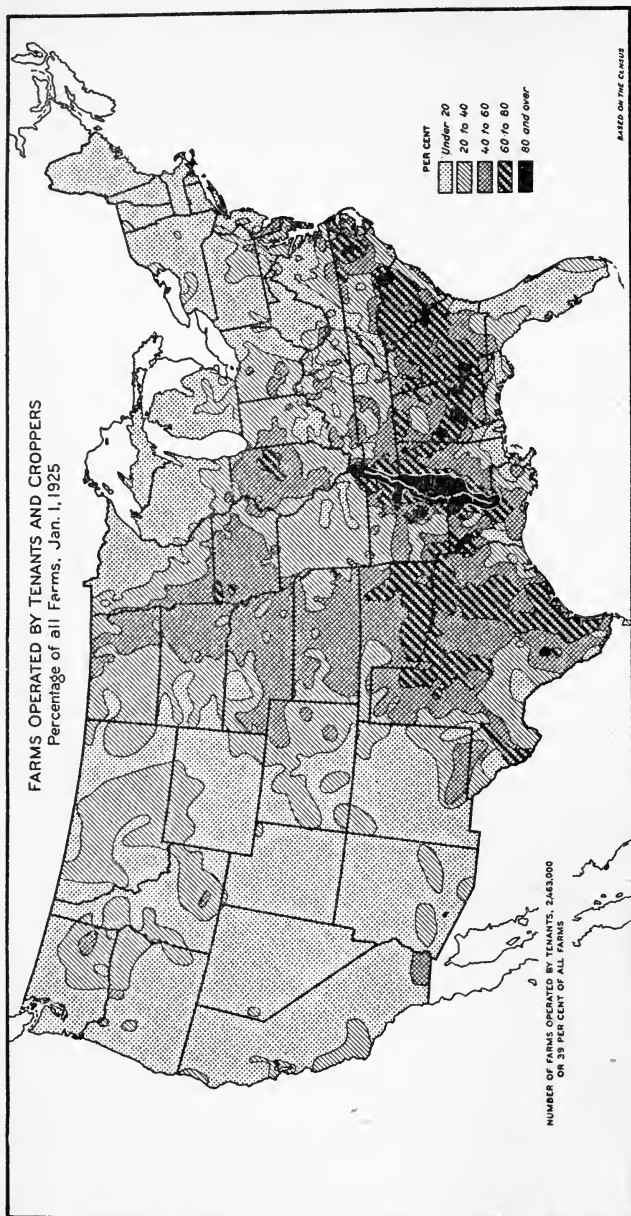 FARMS OPERATED BY TENANTS AND CROPPERS
Percentage of all Farms, Jan. 1, 1925
PER CENT
Under 20
20 to 40
40 to 60
60 to 80
80 and over
NUMBER OF FARMS OPERATED BY TENANTS, 2,463,000
OR 39 PER CENT OF ALL FARMS
BASED ON THE CENSUS